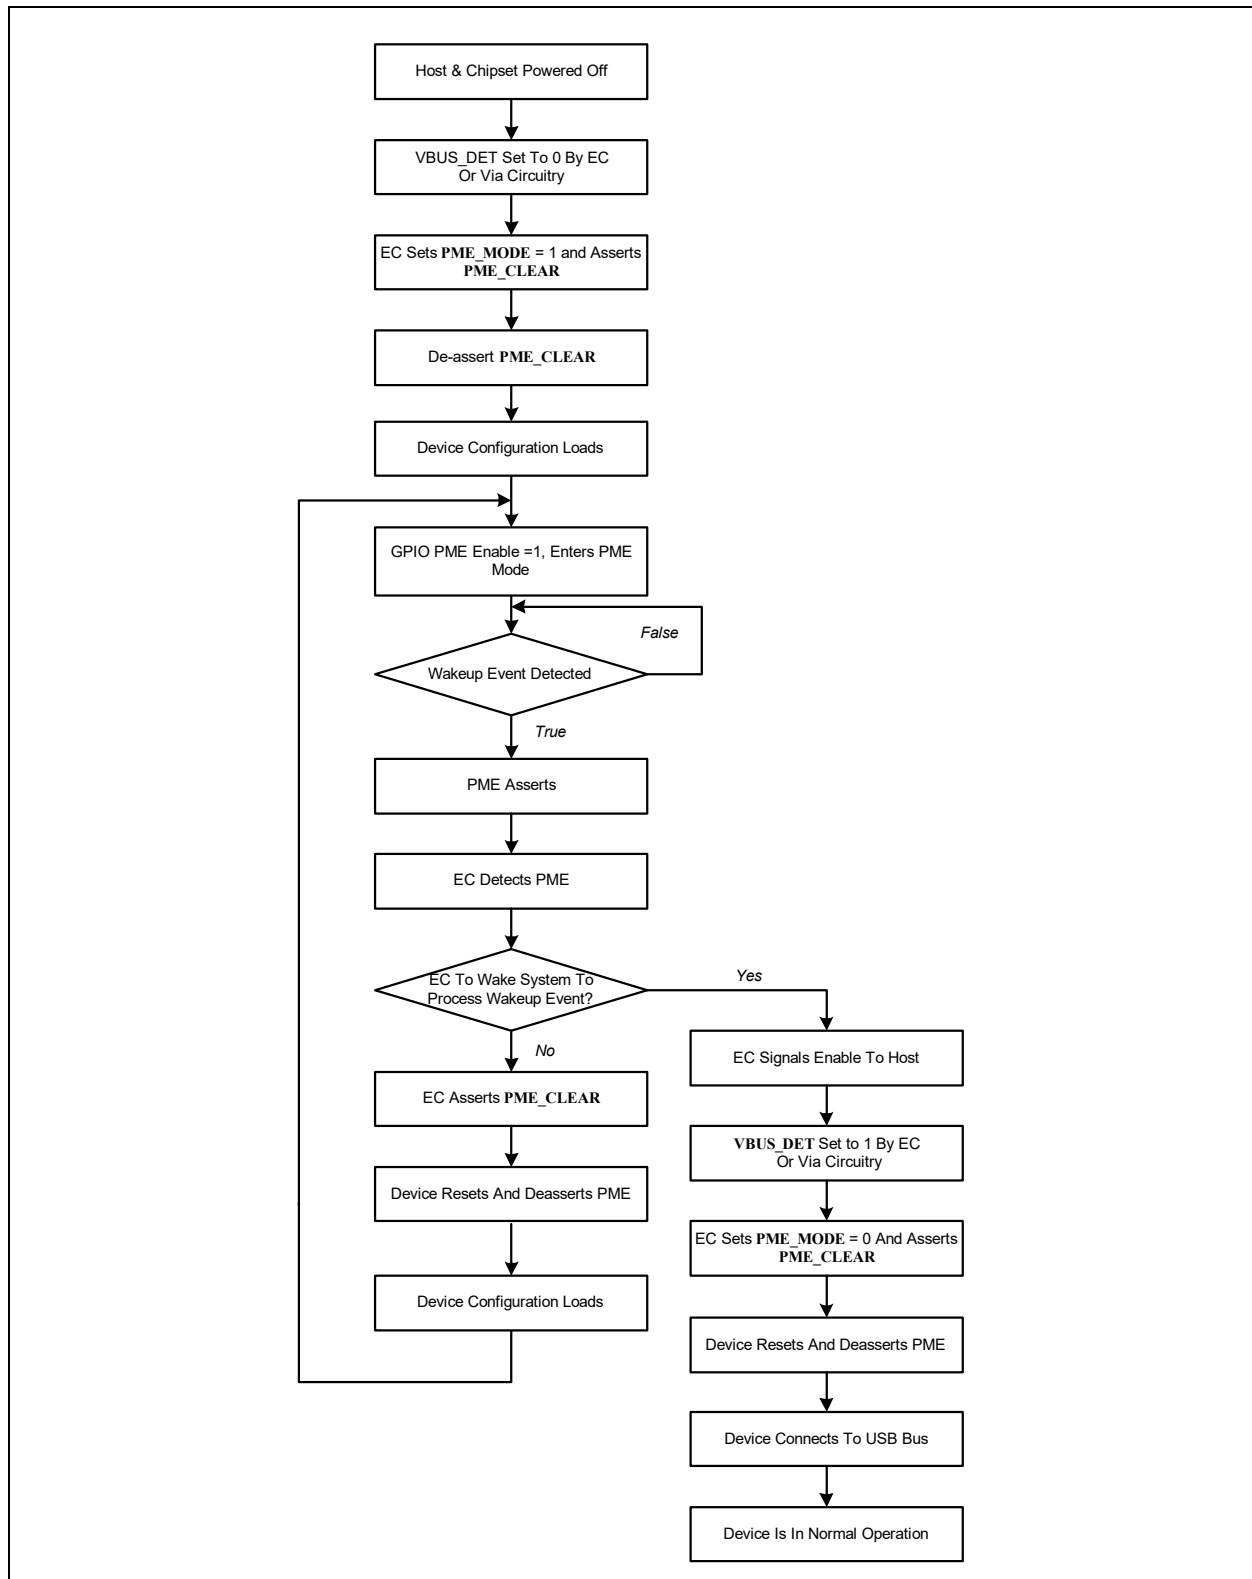 Host & Chipset Powered Off
VBUS_DET Set To 0 By EC
Or Via Circuitry
EC Sets PME_MODE = 1 and Asserts
PME_CLEAR
De-assert PME_CLEAR
Device Configuration Loads
GPIO PME Enable =1, Enters PME
Mode
False
Wakeup Event Detected
True
PME Asserts
EC Detects PME
EC To Wake System To
Process Wakeup Event?
Yes
No
EC Asserts PME_CLEAR
Device Resets And Deasserts PME
Device Configuration Loads
EC Signals Enable To Host
VBUS_DET Set to 1 By EC
Or Via Circuitry
EC Sets PME_MODE = 0 And Asserts
PME_CLEAR
Device Resets And Deasserts PME
Device Connects To USB Bus
Device Is In Normal Operation